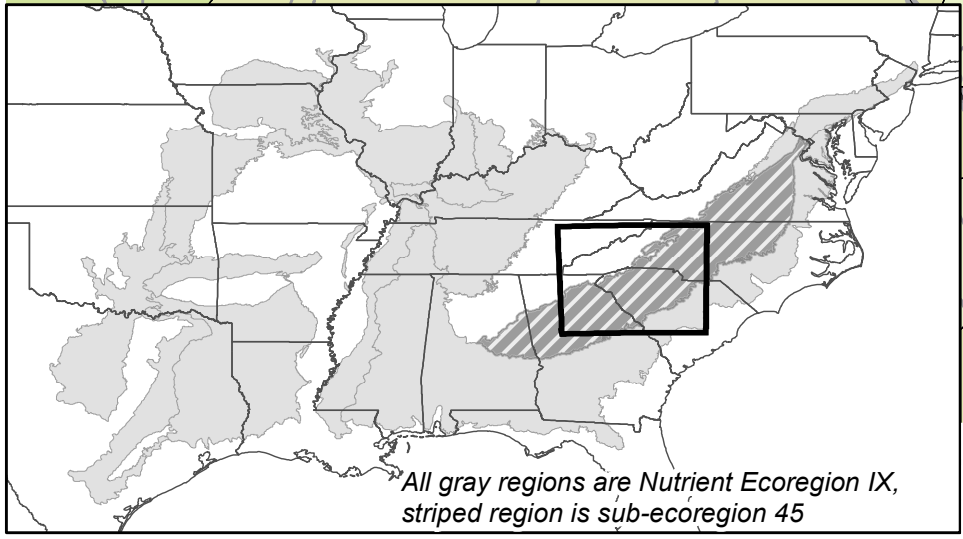 All gray regions are Nutrient Ecoregion IX,
striped region is sub-ecoregion 45